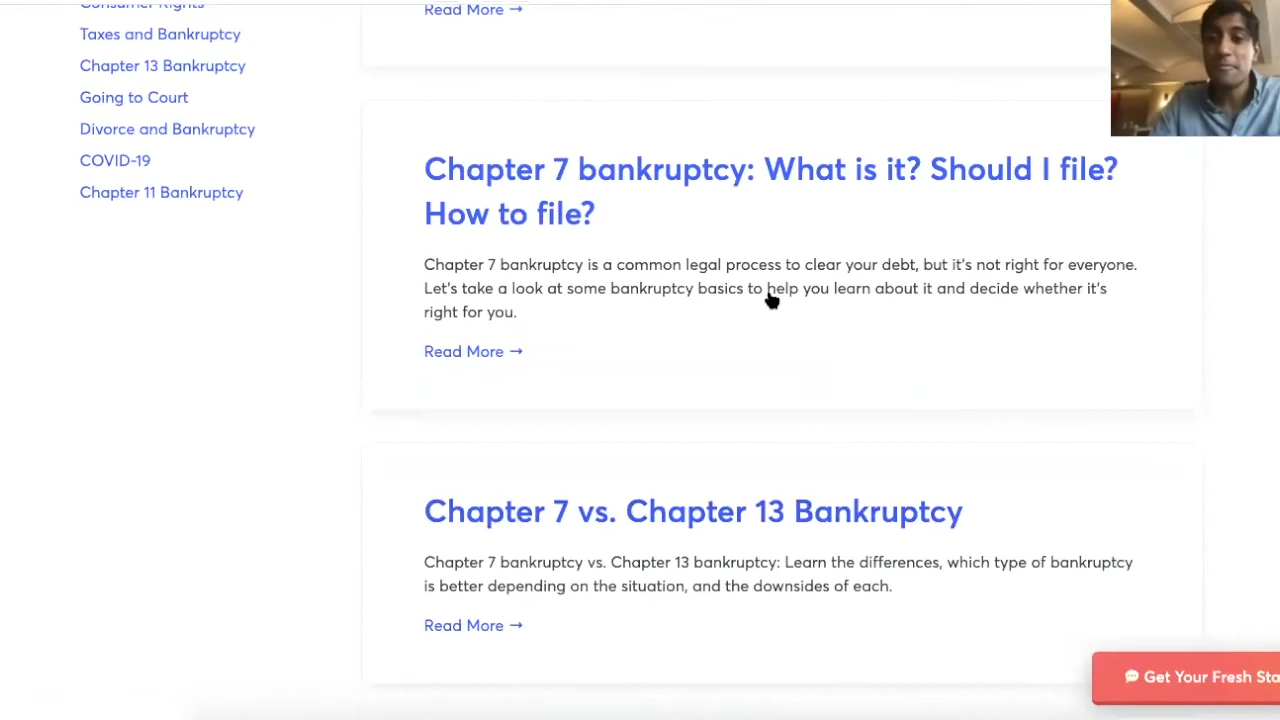 Consumer Rights
Taxes and Bankruptcy
Chapter 13 Bankruptcy
Going to Court
Divorce and Bankruptcy
COVID-19
Chapter 11 Bankruptcy
Read More →
Chapter 7 bankruptcy: What is it? Should I file?
How to file?
Chapter 7 bankruptcy is a common legal process to clear your debt, but it's not right for everyone.
Let's take a look at some bankruptcy basics to help you learn about it and decide whether it's
right for you.
Read More →
Chapter 7 vs. Chapter 13 Bankruptcy
Chapter 7 bankruptcy vs. Chapter 13 bankruptcy: Learn the differences, which type of bankruptcy
is better depending on the situation, and the downsides of each.
Read More →
Get Your Fresh